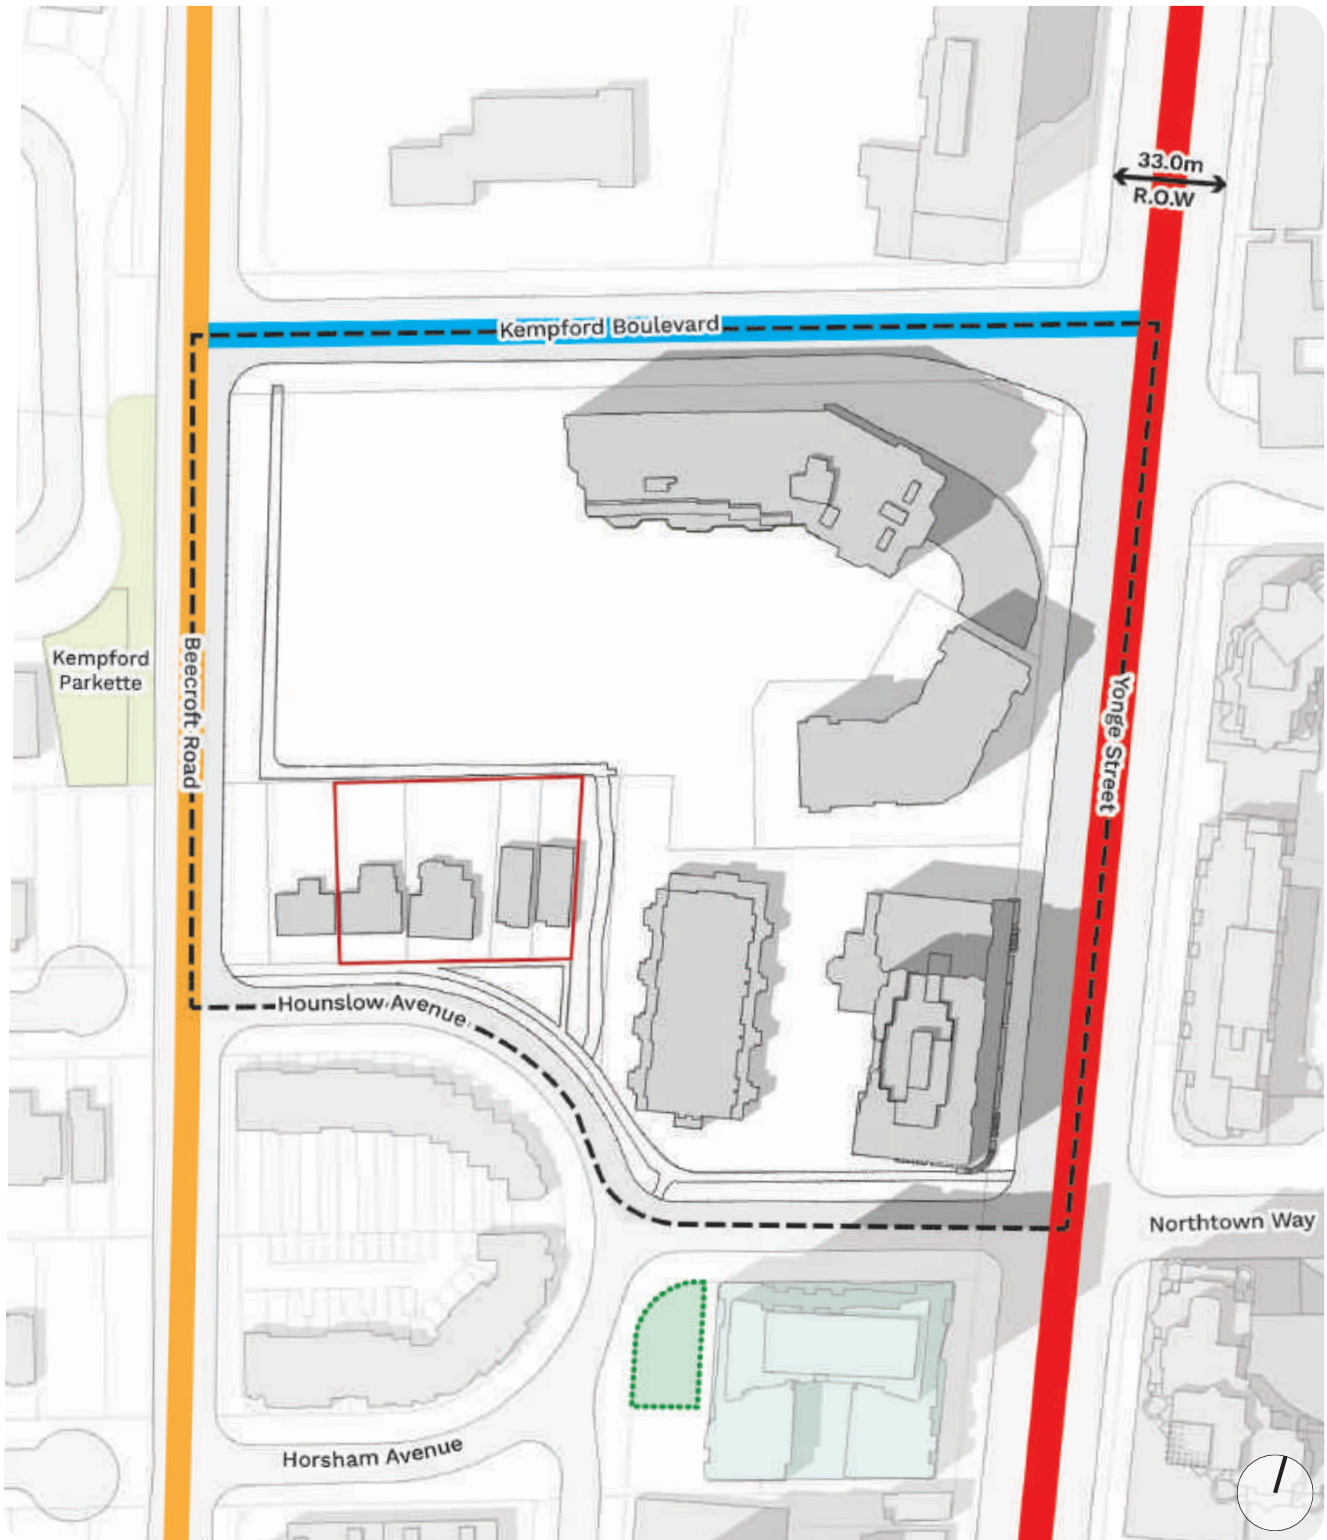 33.0m
R.O.W
Kempford Boulevard
Kempford
Parkette
Beecroft Road
Yonge Street
Hounslow Avenue
Northtown Way
Horsham Avenue